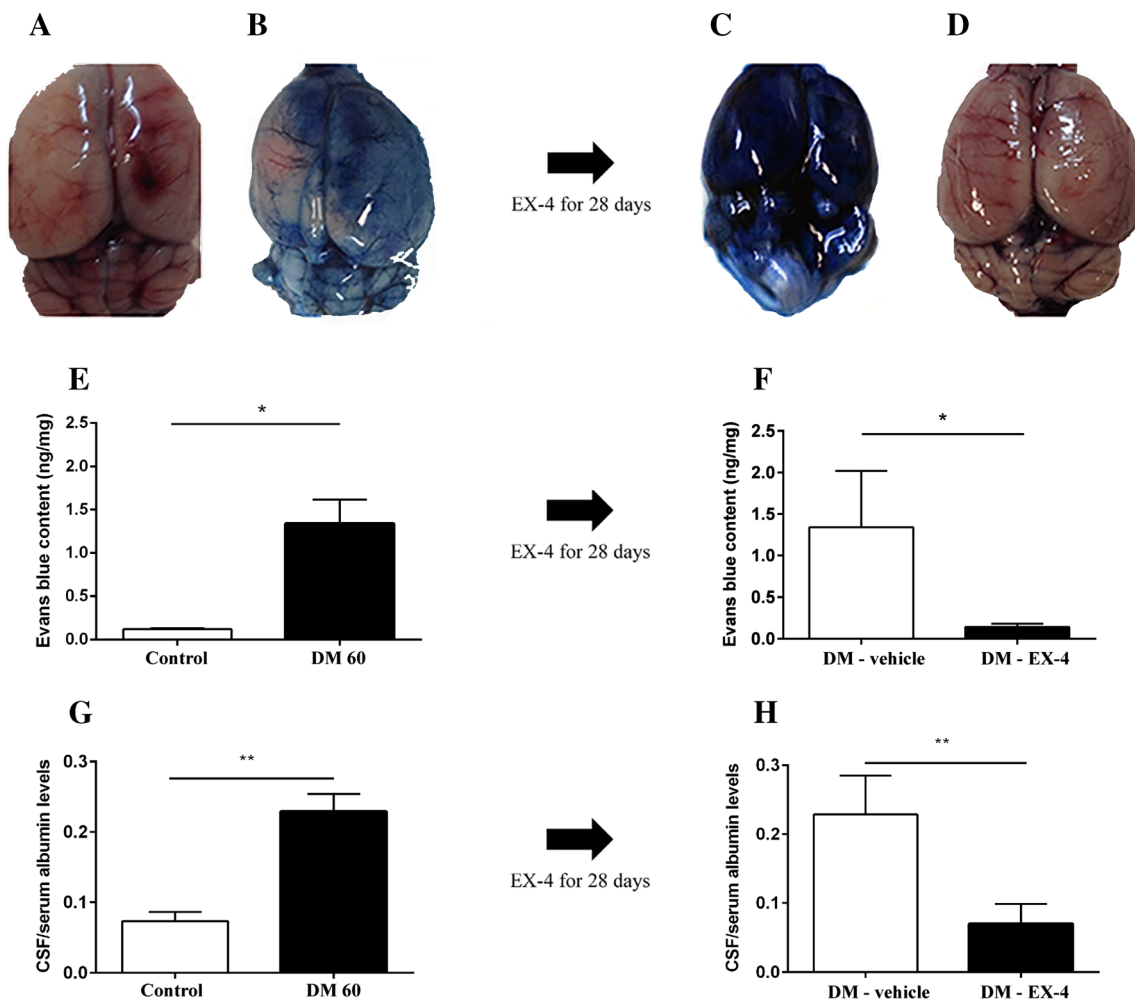 A
B
C
D
EX-4 for 28 days
E
*
Evans blue content (ng/mg)
2.5
2.0
1.5
1.0
0.5
0.0
Control
DM 60
EX-4 for 28 days
F
*
Evans blue content (ng/mg)
2.5
2.0
1.5
1.0
0.5
0.0
DM - vehicle
DM - EX-4
G
**
CSF/serum albumin levels
0.3
0.2
0.1
0.0
Control
DM 60
EX-4 for 28 days
H
**
CSF/serum albumin levels
0.3
0.2
0.1
0.0
DM - vehicle
DM - EX-4